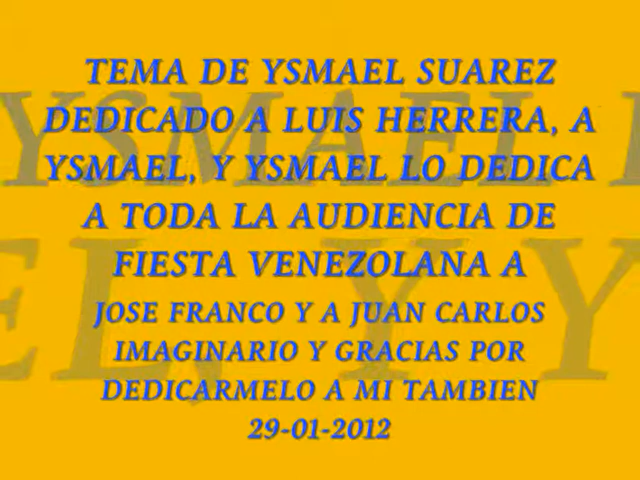 TEMA DE YSMAEL SUAREZ
DEDICADO A LUIS HERRERA, A
YSMAEL, Y YSMAEL LO DEDICA
A TODA LA AUDIENCIA DE
FIESTA VENEZOLANA A
JOSE FRANCO Y A JUAN CARLOS
IMAGINARIO Y GRACIAS POR
DEDICARMELO A MI TAMBIEN
29-01-2012